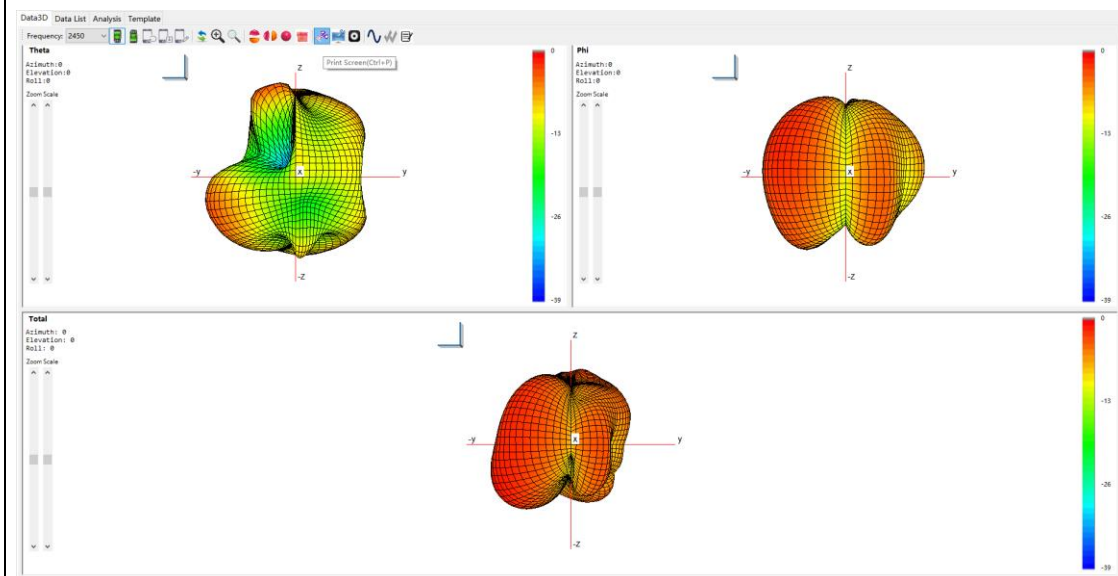 Data3D Data List Analysis Template
Frequency: 2450
Print Screen(Ctrl+P)
Theta
Azimuth:0
Elevation:0
Roll:0
Zoom Scale
z
-y
x
y
-z
0
-13
-26
-39
Phi
Azimuth:0
Elevation:0
Roll:0
Zoom Scale
z
-y
x
y
-z
0
-13
-26
-39
Total
Azimuth: 0
Elevation: 0
Roll: 0
Zoom Scale
z
-y
x
y
-z
0
-13
-26
-39